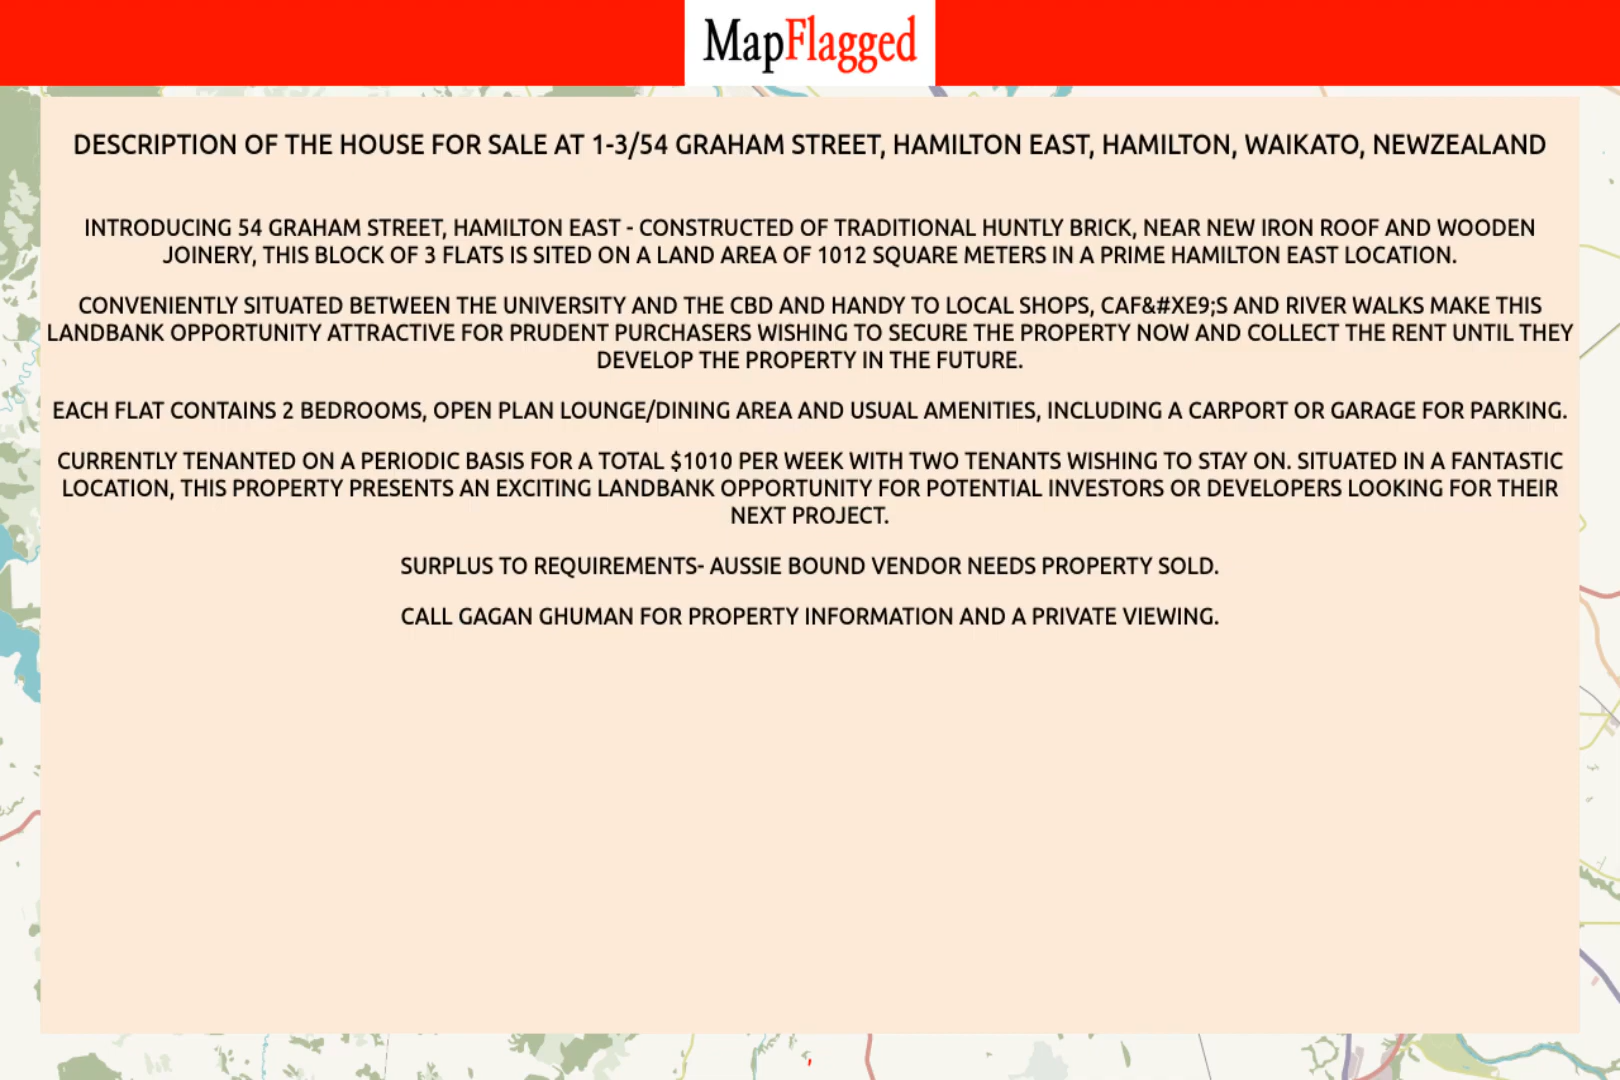 MapFlagged
DESCRIPTION OF THE HOUSE FOR SALE AT 1-3/54 GRAHAM STREET, HAMILTON EAST, HAMILTON, WAIKATO, NEWZEALAND
INTRODUCING 54 GRAHAM STREET, HAMILTON EAST - CONSTRUCTED OF TRADITIONAL HUNTLY BRICK, NEAR NEW IRON ROOF AND WOODEN
JOINERY, THIS BLOCK OF 3 FLATS IS SITED ON A LAND AREA OF 1012 SQUARE METERS IN A PRIME HAMILTON EAST LOCATION.
CONVENIENTLY SITUATED BETWEEN THE UNIVERSITY AND THE CBD AND HANDY TO LOCAL SHOPS, CAF&#XE9;S AND RIVER WALKS MAKE THIS
LANDBANK OPPORTUNITY ATTRACTIVE FOR PRUDENT PURCHASERS WISHING TO SECURE THE PROPERTY NOW AND COLLECT THE RENT UNTIL THEY
DEVELOP THE PROPERTY IN THE FUTURE.
EACH FLAT CONTAINS 2 BEDROOMS, OPEN PLAN LOUNGE/DINING AREA AND USUAL AMENITIES, INCLUDING A CARPORT OR GARAGE FOR PARKING.
CURRENTLY TENANTED ON A PERIODIC BASIS FOR A TOTAL $1010 PER WEEK WITH TWO TENANTS WISHING TO STAY ON. SITUATED IN A FANTASTIC
LOCATION, THIS PROPERTY PRESENTS AN EXCITING LANDBANK OPPORTUNITY FOR POTENTIAL INVESTORS OR DEVELOPERS LOOKING FOR THEIR
NEXT PROJECT.
SURPLUS TO REQUIREMENTS- AUSSIE BOUND VENDOR NEEDS PROPERTY SOLD.
CALL GAGAN GHUMAN FOR PROPERTY INFORMATION AND A PRIVATE VIEWING.